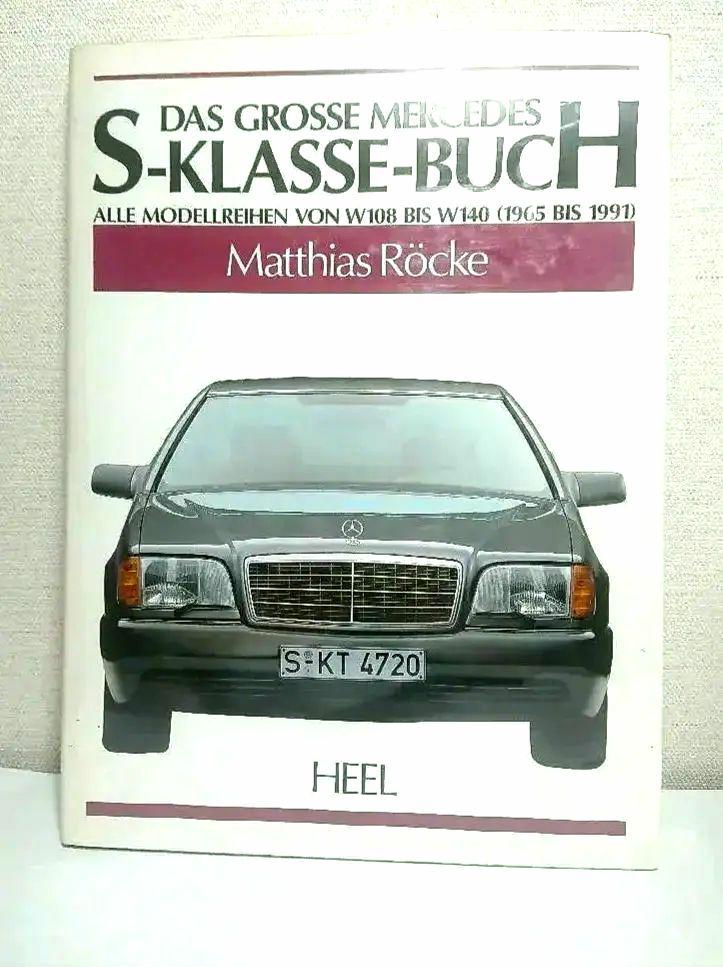 DAS GROSSE MERCEDES
S-KLASSE-BUCH
ALLE MODELLREIHEN VON W108 BIS W140 (1965 BIS 1991)
Matthias Röcke
S-KT 4720
HEEL